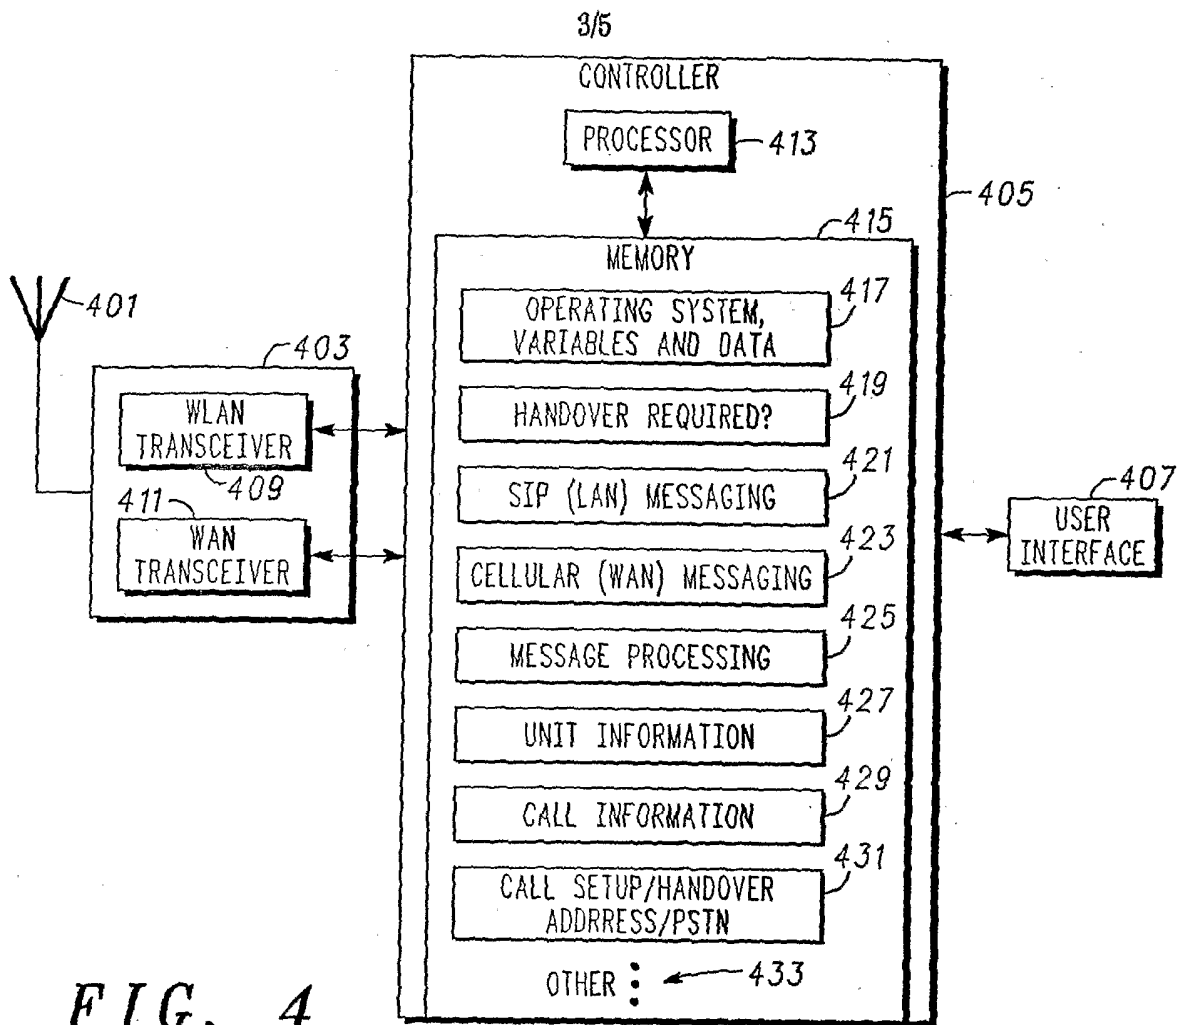 3/5
CONTROLLER
PROCESSOR
413
405
415
MEMORY
401
417
OPERATING SYSTEM,
VARIABLES AND DATA
403
419
HANDOVER REQUIRED?
WLAN
TRANSCEIVER
409
421
SIP (LAN) MESSAGING
407
USER
INTERFACE
411
WAN
TRANSCEIVER
423
CELLULAR (WAN) MESSAGING
425
MESSAGE PROCESSING
427
UNIT INFORMATION
429
CALL INFORMATION
431
CALL SETUP/HANDOVER
ADDRRESS/PSTN
OTHER
433
FIG. 4